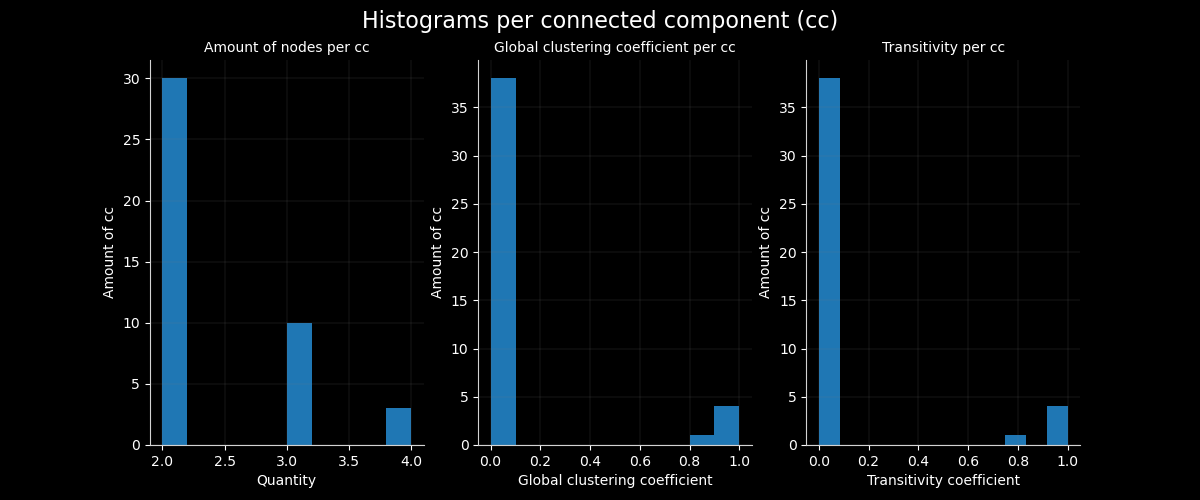 Histograms per connected component (cc)
Amount of nodes per cc
Amount of cc
30
25
20
15
10
5
0
2.0 2.5 3.0 3.5 4.0
Quantity
Global clustering coefficient per cc
Amount of cc
35
30
25
20
15
10
5
0
0.0 0.2 0.4 0.6 0.8 1.0
Global clustering coefficient
Transitivity per cc
Amount of cc
35
30
25
20
15
10
5
0
0.0 0.2 0.4 0.6 0.8 1.0
Transitivity coefficient